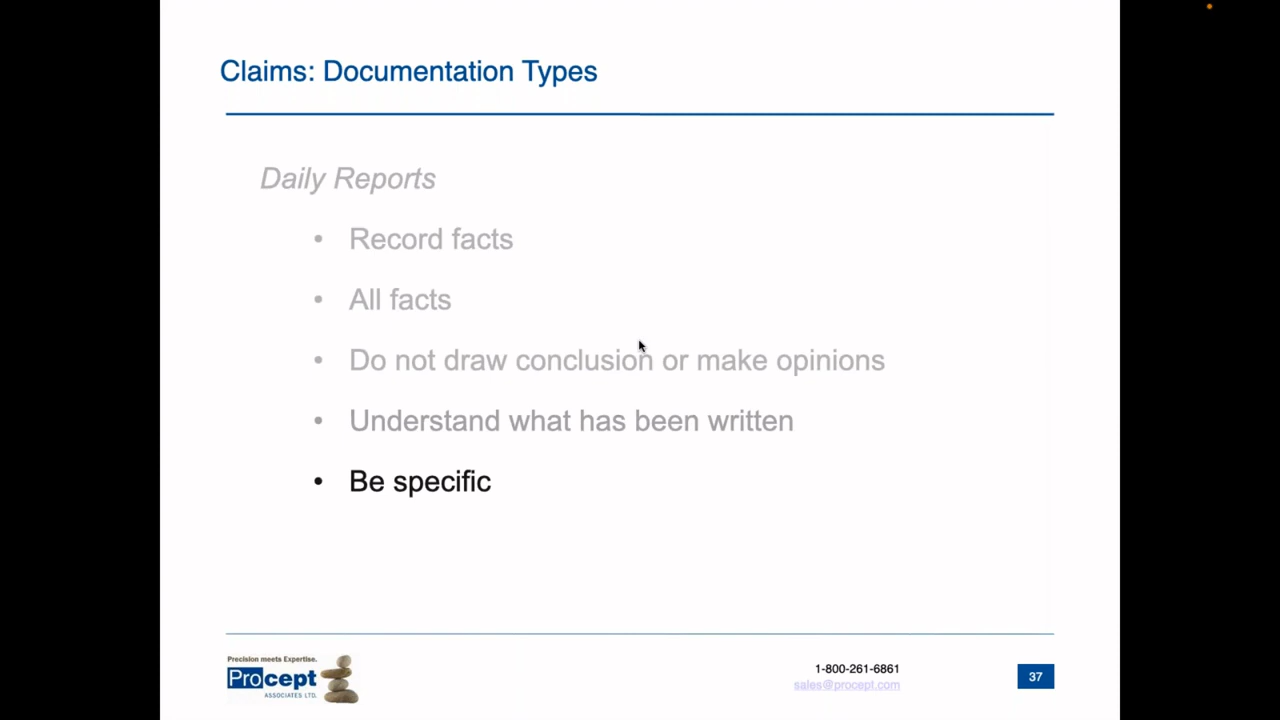 Claims: Documentation Types
Daily Reports
• Record facts
• All facts
• Do not draw conclusion or make opinions
• Understand what has been written
• Be specific
Precision meets Expertise.
Procept
ASSOCIATES LTD.
1-800-261-6861
sales@procept.com
37